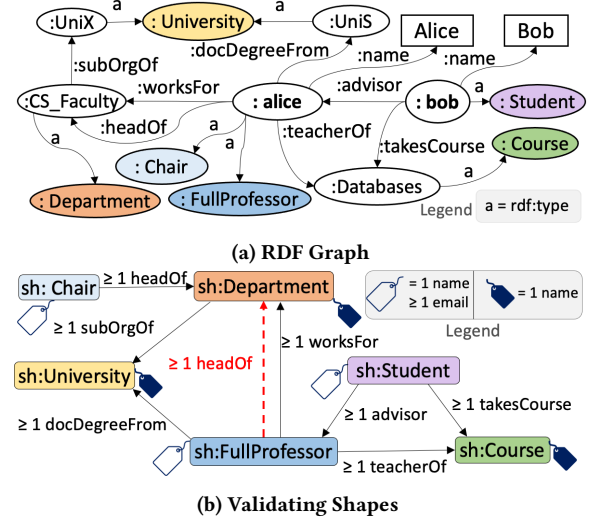 :UniX
a
: University
a
:UniS
Alice
Bob
:docDegreeFrom
:name
:name
:subOrgOf
:worksFor
:advisor
a
:CS_Faculty
: alice
: bob
: Student
:headOf
a
a
a
:teacherOf
:takesCourse
: Course
: Chair
a
: Department
: FullProfessor
:Databases
Legend
a = rdf:type
(a) RDF Graph
sh: Chair
≥ 1 headOf
sh:Department
= 1 name
≥ 1 email
= 1 name
Legend
≥ 1 subOrgOf
≥ 1 headOf
≥ 1 worksFor
sh:University
sh:Student
≥ 1 docDegreeFrom
≥ 1 advisor
≥ 1 takesCourse
sh:FullProfessor
≥ 1 teacherOf
sh:Course
(b) Validating Shapes